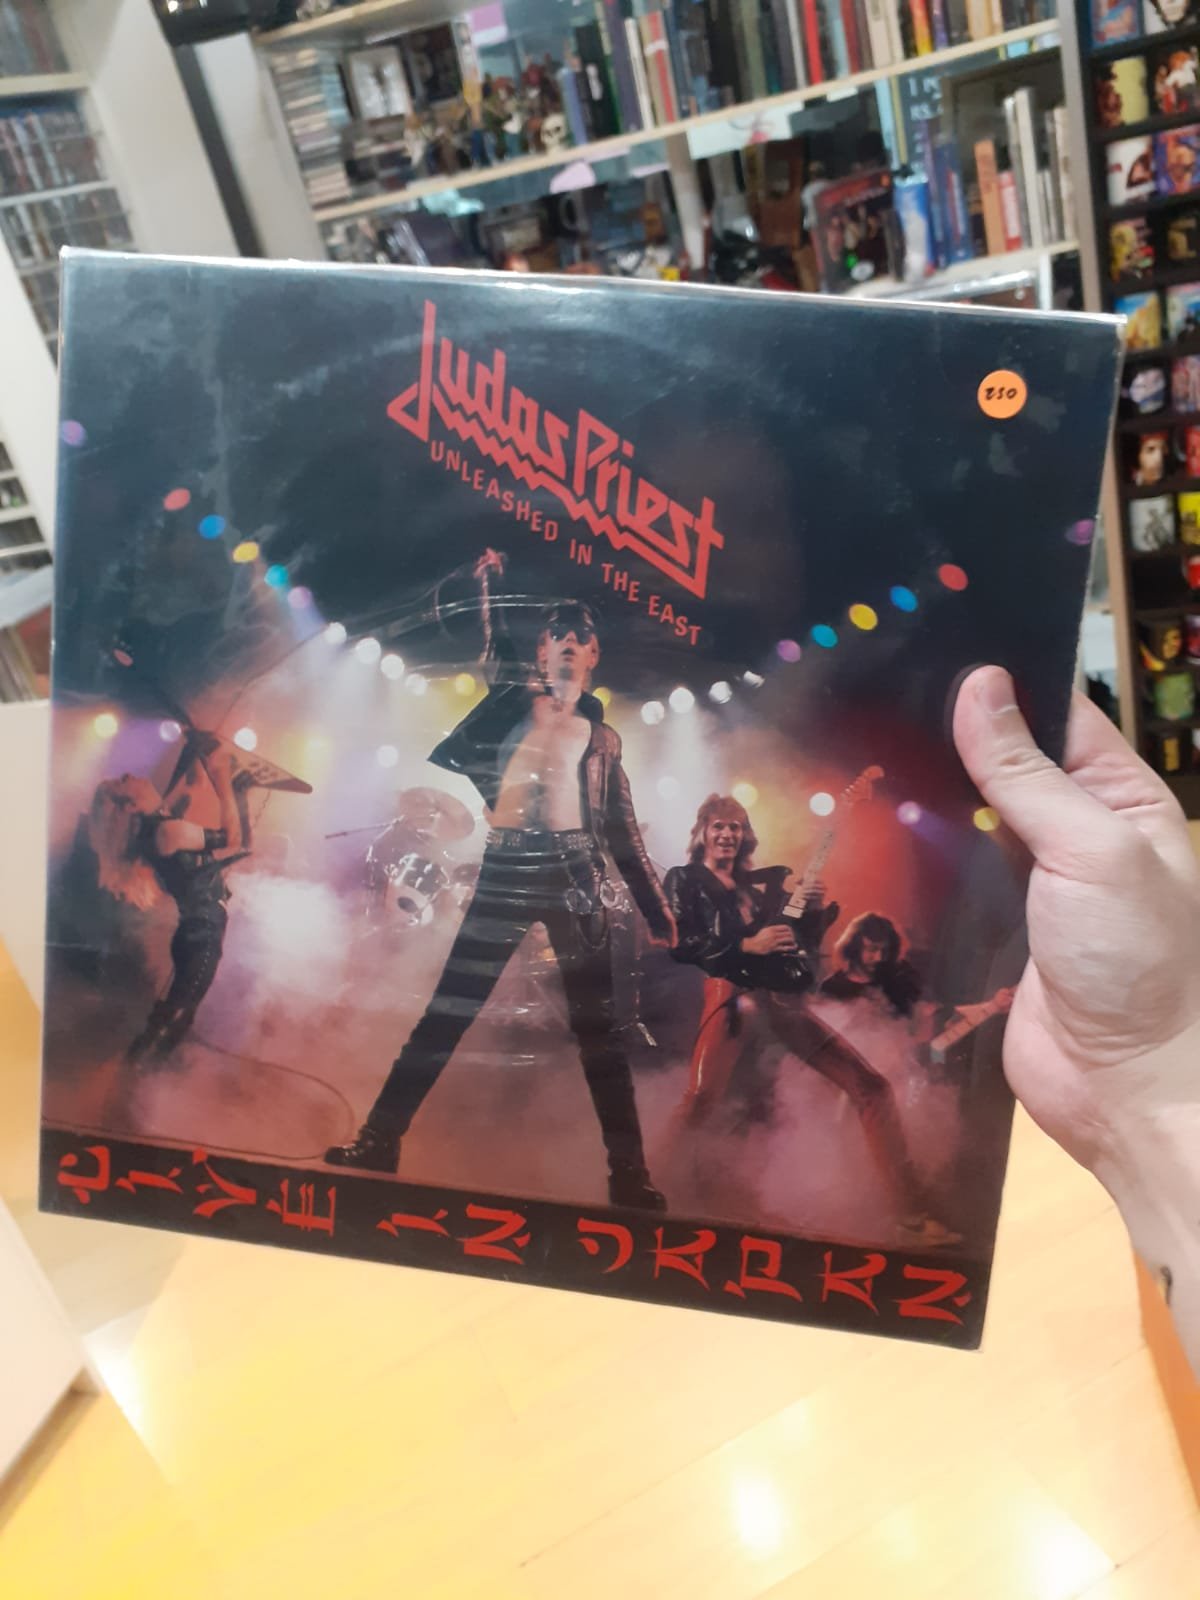 Judas Priest
UNLEASHED IN THE EAST
250
LIVE IN JAPAN